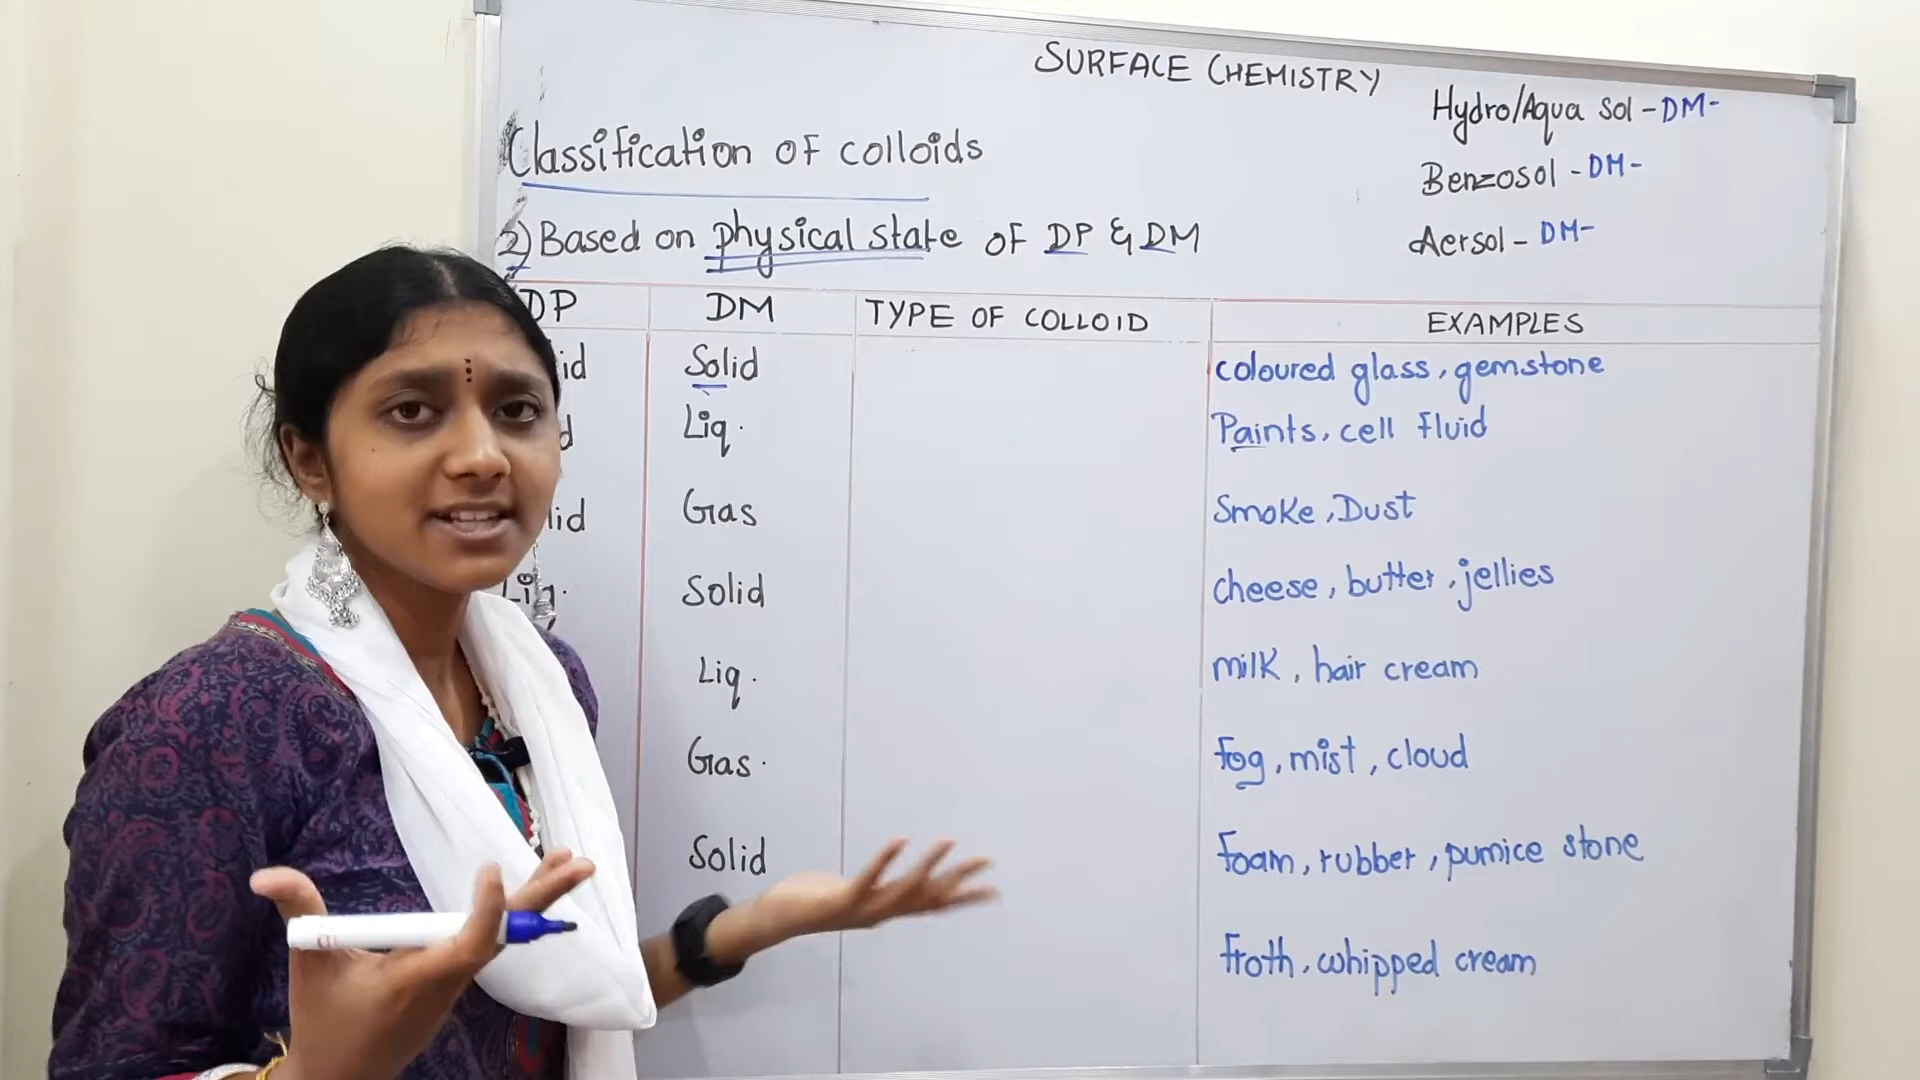 SURFACE CHEMISTRY
Hydro/Aqua sol - DM-
Benzosol - DM-
Aersol - DM-
Classification of colloids
2) Based on physical state of DP & DM
DP DM TYPE OF COLLOID EXAMPLES
Solid coloured glass, gemstone
Liq. Paints, cell fluid
Gas Smoke, Dust
Liq. Solid cheese, butter, jellies
Liq. milk, hair cream
Gas. Fog, mist, cloud
Solid Foam, rubber, pumice stone
Froth, whipped cream